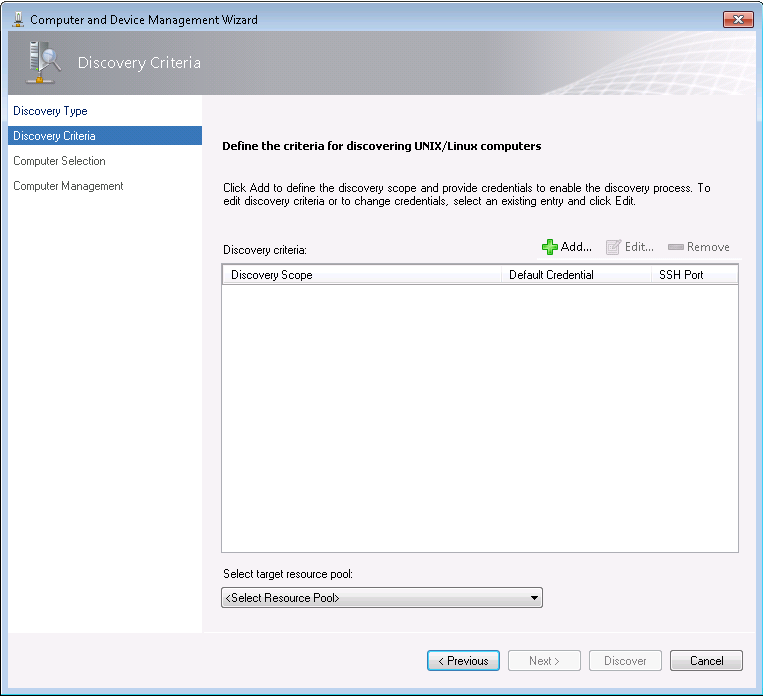 Computer and Device Management Wizard
Discovery Criteria
Discovery Type
Discovery Criteria
Computer Selection
Computer Management
Define the criteria for discovering UNIX/Linux computers
Click Add to define the discovery scope and provide credentials to enable the discovery process. To
edit discovery criteria or to change credentials, select an existing entry and click Edit.
Discovery criteria: Add... Edit... Remove
Discovery Scope Default Credential SSH Port
Select target resource pool:
<Select Resource Pool>
< Previous Next > Discover Cancel